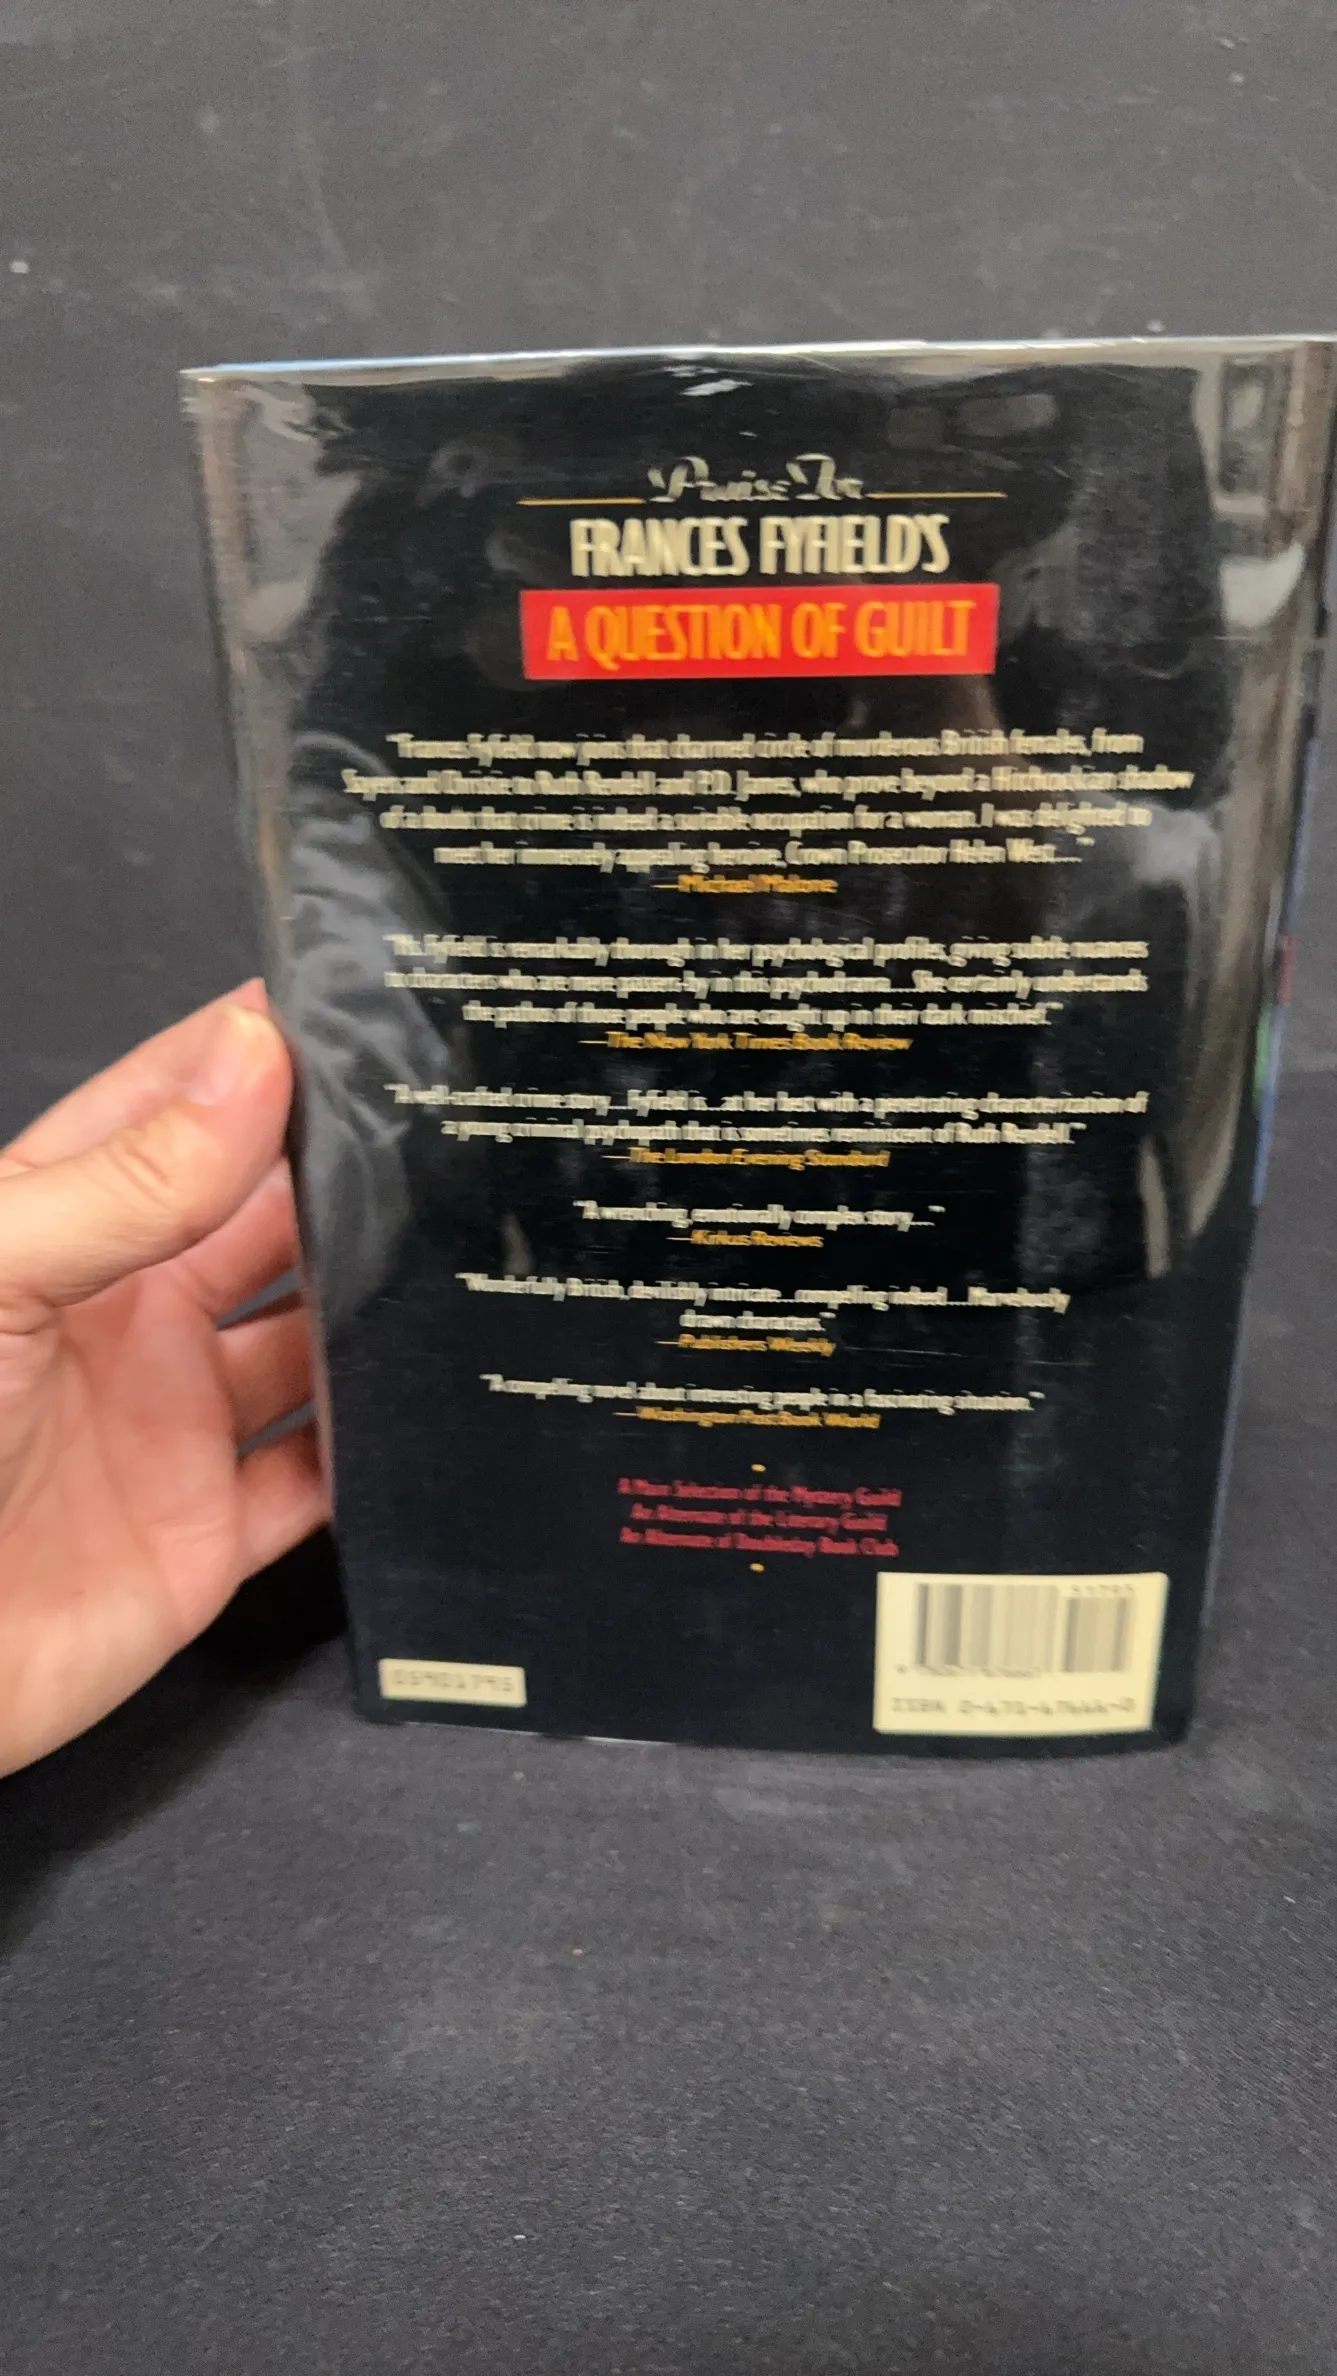 Praise For
FRANCES FYFIELD'S
A QUESTION OF GUILT
"Frances Fyfield now joins that charmed circle of murderous British females, from
Sayers and Christie to Ruth Rendell and P.D. James, who prove beyond a Hitchcockian shadow
of a doubt that crime is indeed a suitable occupation for a woman. I was delighted to
meet her immensely appealing heroine, Crown Prosecutor Helen West...."
—Michael Malone
"Ms. Fyfield is remarkably thorough in her psychological profiles, giving subtle nuances
to characters who are mere passers-by in this psychodrama....She certainly understands
the pathos of those people who are caught up in their dark mischief."
—The New York Times Book Review
"A well-crafted crime story....Fyfield is...at her best with a penetrating characterization of
a young criminal psychopath that is sometimes reminiscent of Ruth Rendell."
—The London Evening Standard
"A wrenching, emotionally complex story...."
—Kirkus Reviews
"Wonderfully British, devilishly intricate...compelling indeed....Marvelously
drawn characters."
—Publishers Weekly
"A compelling novel about interesting people in a fascinating situation."
—Washington Post Book World
A Main Selection of the Mystery Guild
An Alternate of the Literary Guild
An Alternate of Doubleday Book Club
51795
05901795
ISBN 0-671-67666-0